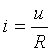 i = u/R